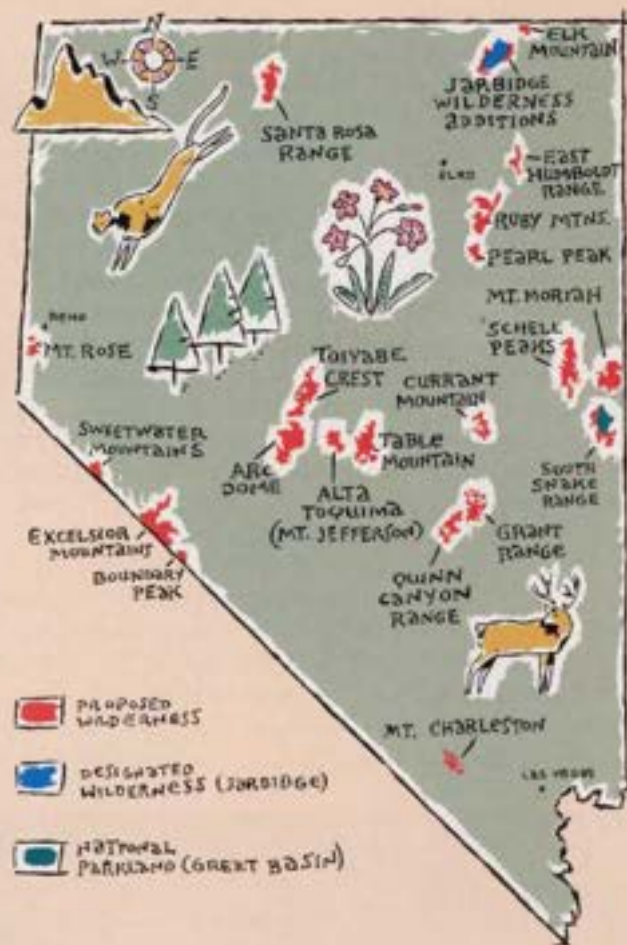 N
W
E
S
ELK
MOUNTAIN
JARBIDGE
WILDERNESS
ADDITIONS
SANTA ROSA
RANGE
ELKO
EAST
HUMBOLDT
RANGE
RUBY MTNS.
PEARL PEAK
MT. MORIAH
SCHELL
PEAKS
RENO
MT. ROSE
TOIYABE
CREST
CURRANT
MOUNTAIN
SWEETWATER
MOUNTAINS
ARC
DOME
TABLE
MOUNTAIN
ALTA
TOQUIMA
(MT. JEFFERSON)
SOUTH
SNAKE
RANGE
EXCELSIOR
MOUNTAINS
BOUNDARY
PEAK
GRANT
RANGE
QUINN
CANYON
RANGE
MT. CHARLESTON
LAS VEGAS
PROPOSED
WILDERNESS
DESIGNATED
WILDERNESS (JARBIDGE)
NATIONAL
PARKLAND (GREAT BASIN)